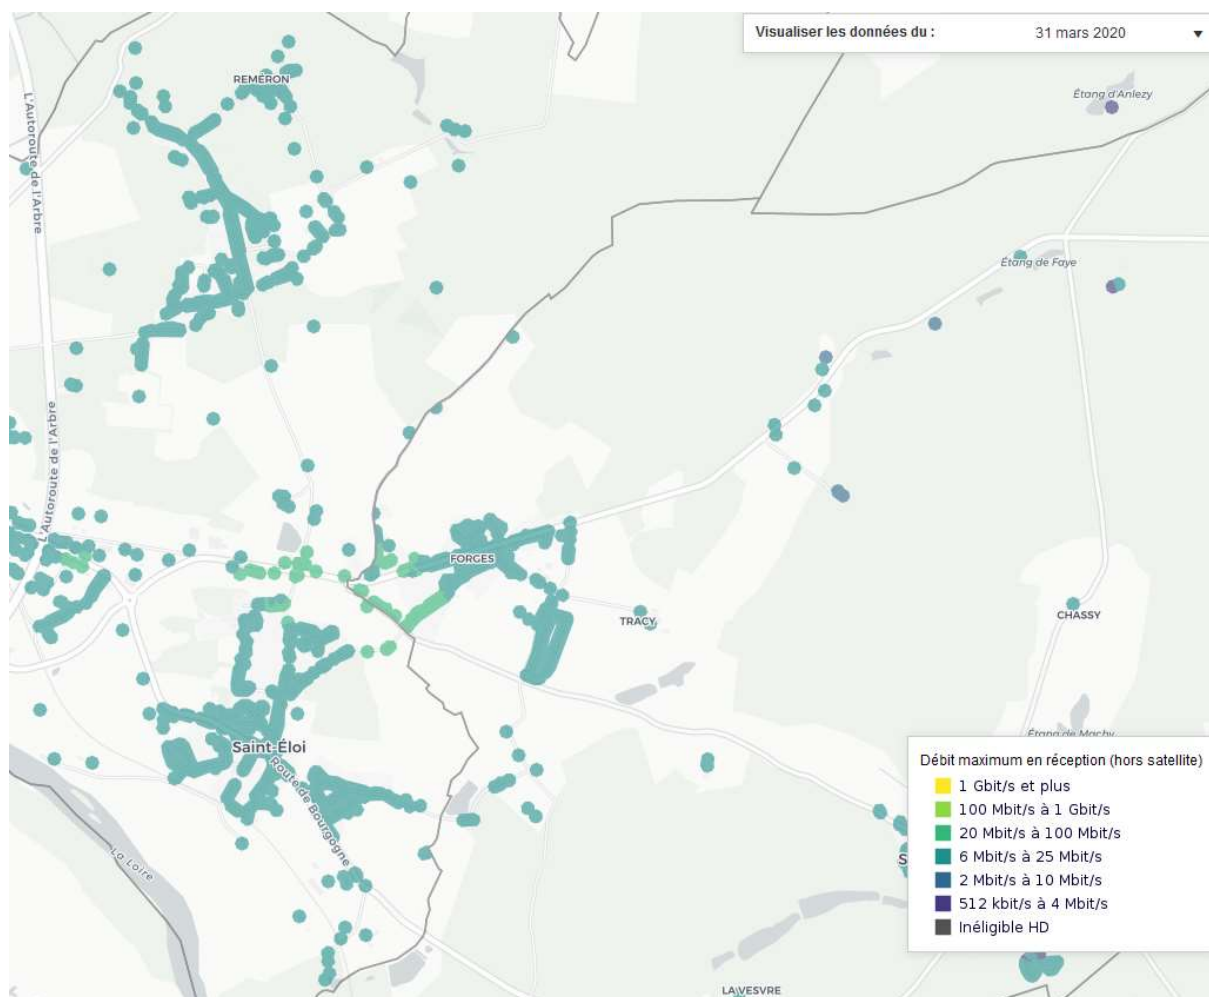 Visualiser les données du :
31 mars 2020
REMÉRON
Étang d'Anlezy
L'Autoroute de l'Arbre
Étang de Faye
L'Autoroute de l'Arbre
FORGES
TRACY
CHASSY
Saint-Éloi
Route de Bourgogne
Étang de Machy
La Loire
S
LA VESVRE
Débit maximum en réception (hors satellite)
1 Gbit/s et plus
100 Mbit/s à 1 Gbit/s
20 Mbit/s à 100 Mbit/s
6 Mbit/s à 25 Mbit/s
2 Mbit/s à 10 Mbit/s
512 kbit/s à 4 Mbit/s
Inéligible HD